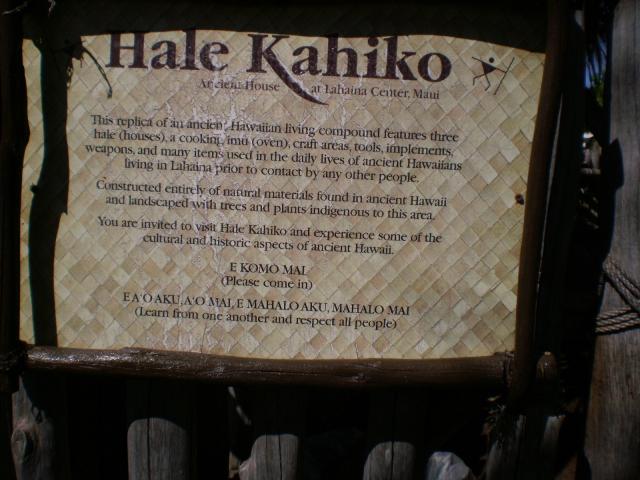 Hale Kahiko
Ancient House at Lahaina Center, Maui
This replica of an ancient Hawaiian living compound features three
hale (houses), a cooking imu (oven), craft areas, tools, implements,
weapons, and many items used in the daily lives of ancient Hawaiians
living in Lahaina prior to contact by any other people.
Constructed entirely of natural materials found in ancient Hawaii
and landscaped with trees and plants indigenous to this area.
You are invited to visit Hale Kahiko and experience some of the
cultural and historic aspects of ancient Hawaii.
E KOMO MAI
(Please come in)
E A'O AKU, A'O MAI, E MAHALO AKU, MAHALO MAI
(Learn from one another and respect all people)